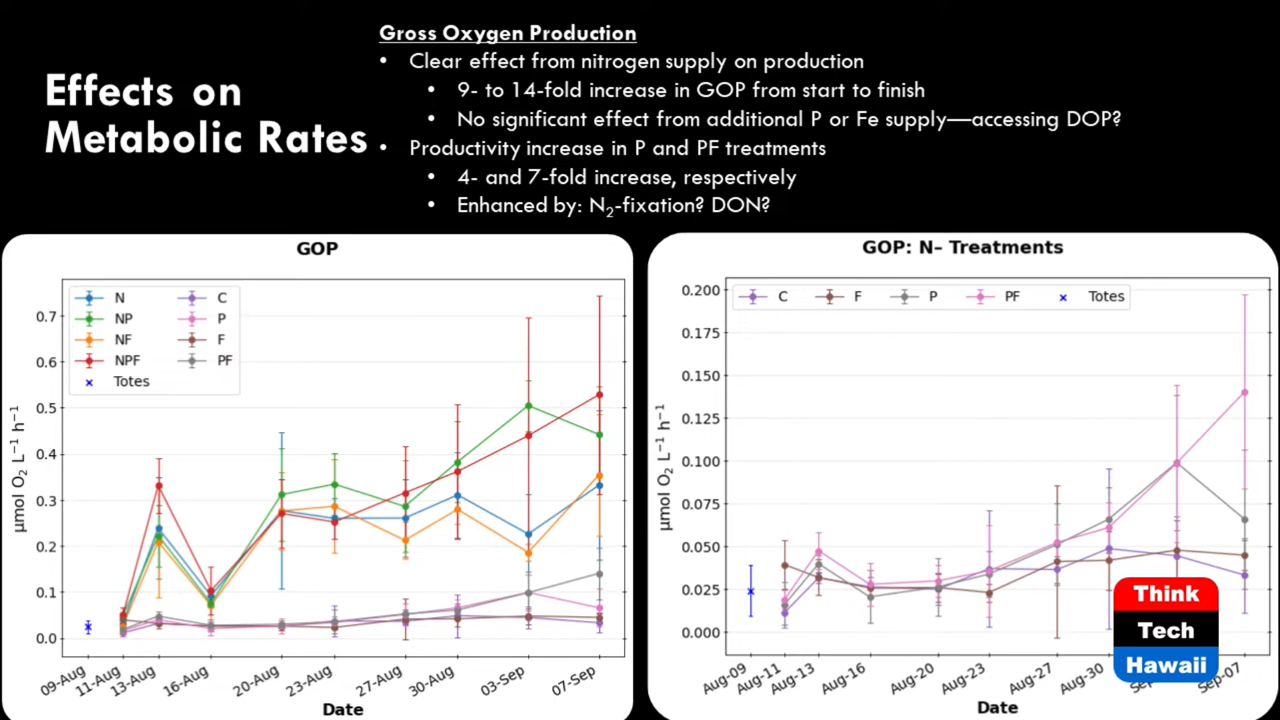 Effects on
Metabolic Rates
Gross Oxygen Production
• Clear effect from nitrogen supply on production
• 9- to 14-fold increase in GOP from start to finish
• No significant effect from additional P or Fe supply—accessing DOP?
• Productivity increase in P and PF treatments
• 4- and 7-fold increase, respectively
• Enhanced by: N₂-fixation? DON?
GOP
N C
NP P
NF F
NPF PF
Totes
0.7
0.6
0.5
0.4
0.3
0.2
0.1
0.0
µmol O₂ L⁻¹ h⁻¹
09-Aug 11-Aug 13-Aug 16-Aug 20-Aug 23-Aug 27-Aug 30-Aug 03-Sep 07-Sep
Date
GOP: N– Treatments
C F P PF Totes
0.200
0.175
0.150
0.125
0.100
0.075
0.050
0.025
0.000
µmol O₂ L⁻¹ h⁻¹
Aug-09 Aug-11 Aug-13 Aug-16 Aug-20 Aug-23 Aug-27 Aug-30 Sep-07
Date
Think
Tech
Hawaii